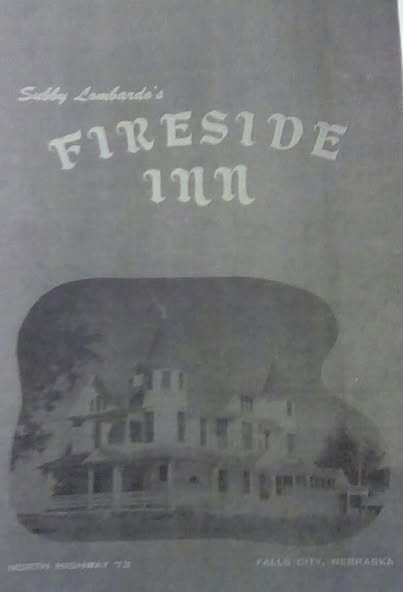 Subby Lombardo's
FIRESIDE
INN
NORTH HIGHWAY 73
FALLS CITY, NEBRASKA